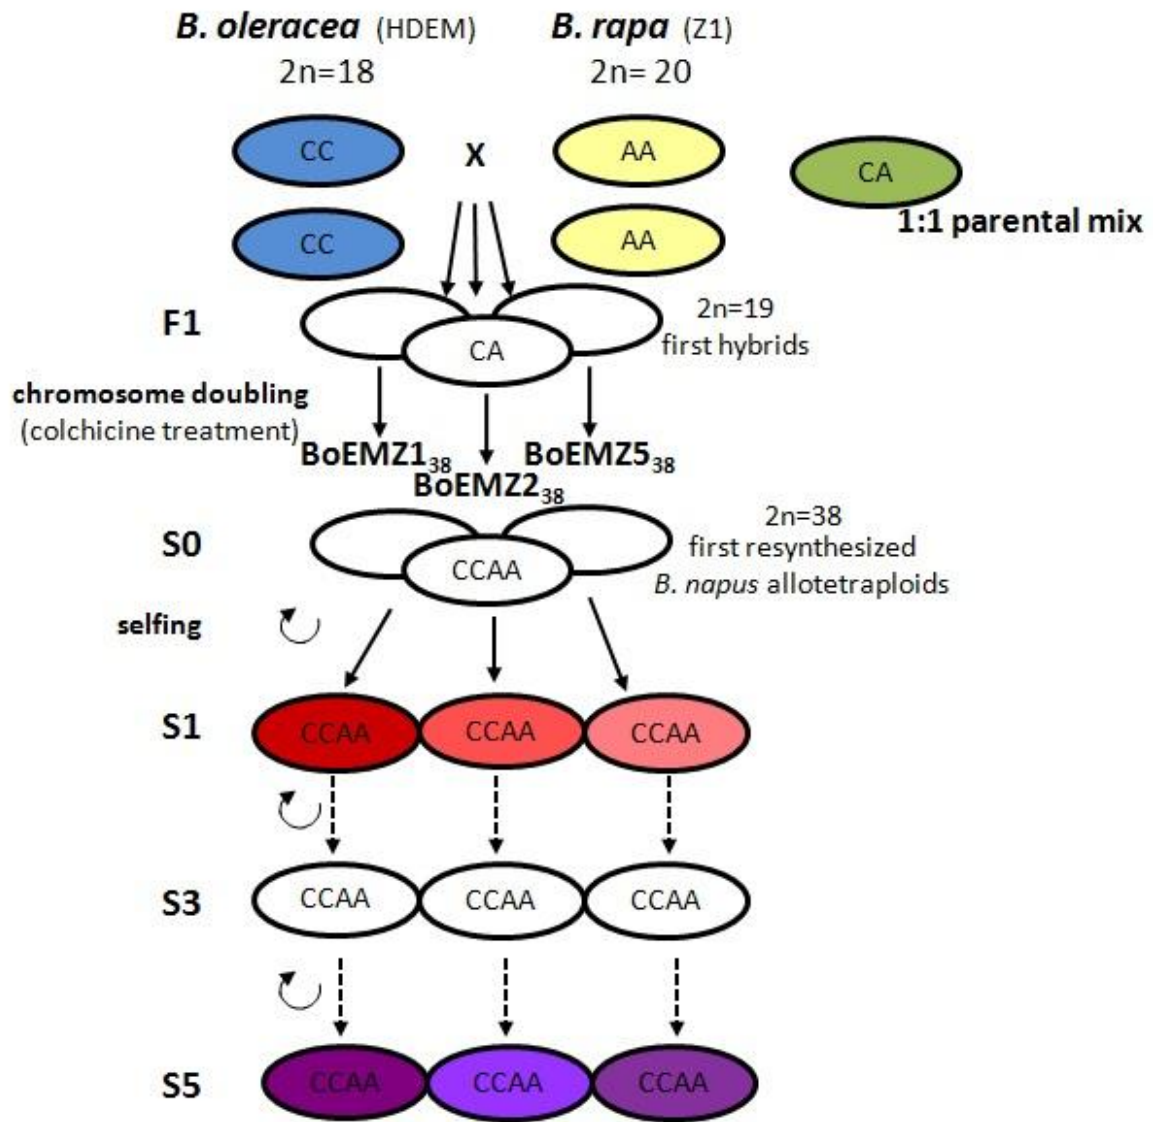 B. oleracea (HDEM) B. rapa (Z1)
2n=18 2n= 20
CC X AA CA
1:1 parental mix
CC AA
F1 CA 2n=19
first hybrids
chromosome doubling
(colchicine treatment)
BoEMZ1₃₈ BoEMZ5₃₈
BoEMZ2₃₈
S0 CCAA 2n=38
first resynthesized
B. napus allotetraploids
selfing
S1 CCAA CCAA CCAA
S3 CCAA CCAA CCAA
S5 CCAA CCAA CCAA